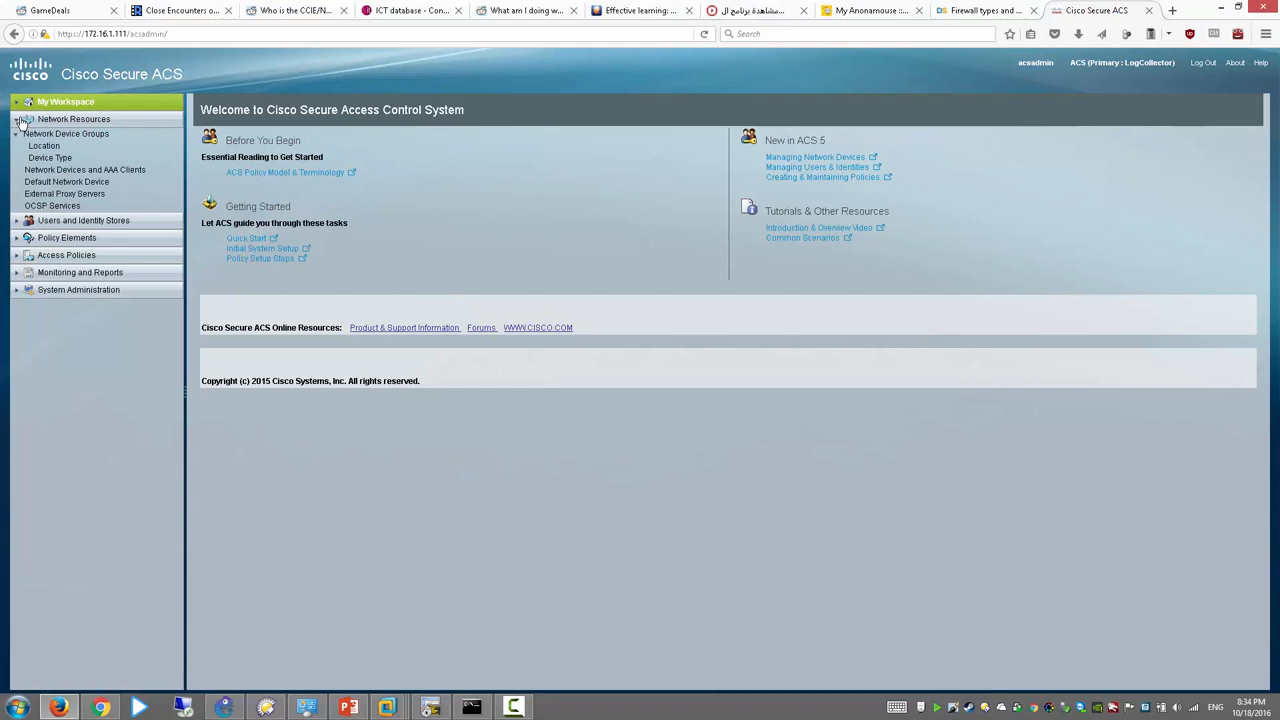 GameDeals
Close Encounters o...
Who is the CCIE/N...
ICT database - Con...
What am I doing w...
Effective learning: ...
مشاهدة برنامج ال...
My Anonamouse ::...
Firewall types and ...
Cisco Secure ACS
https://172.16.1.111/acsadmin/
Search
cisco
Cisco Secure ACS
acsadmin
ACS (Primary : LogCollector)
Log Out
About
Help
My Workspace
Network Resources
Network Device Groups
Location
Device Type
Network Devices and AAA Clients
Default Network Device
External Proxy Servers
OCSP Services
Users and Identity Stores
Policy Elements
Access Policies
Monitoring and Reports
System Administration
Welcome to Cisco Secure Access Control System
Before You Begin
Essential Reading to Get Started
ACS Policy Model & Terminology
Getting Started
Let ACS guide you through these tasks
Quick Start
Initial System Setup
Policy Setup Steps
New in ACS 5
Managing Network Devices
Managing Users & Identities
Creating & Maintaining Policies
Tutorials & Other Resources
Introduction & Overview Video
Common Scenarios
Cisco Secure ACS Online Resources: Product & Support Information Forums WWW.CISCO.COM
Copyright (c) 2015 Cisco Systems, Inc. All rights reserved.
ENG
8:34 PM
10/18/2016